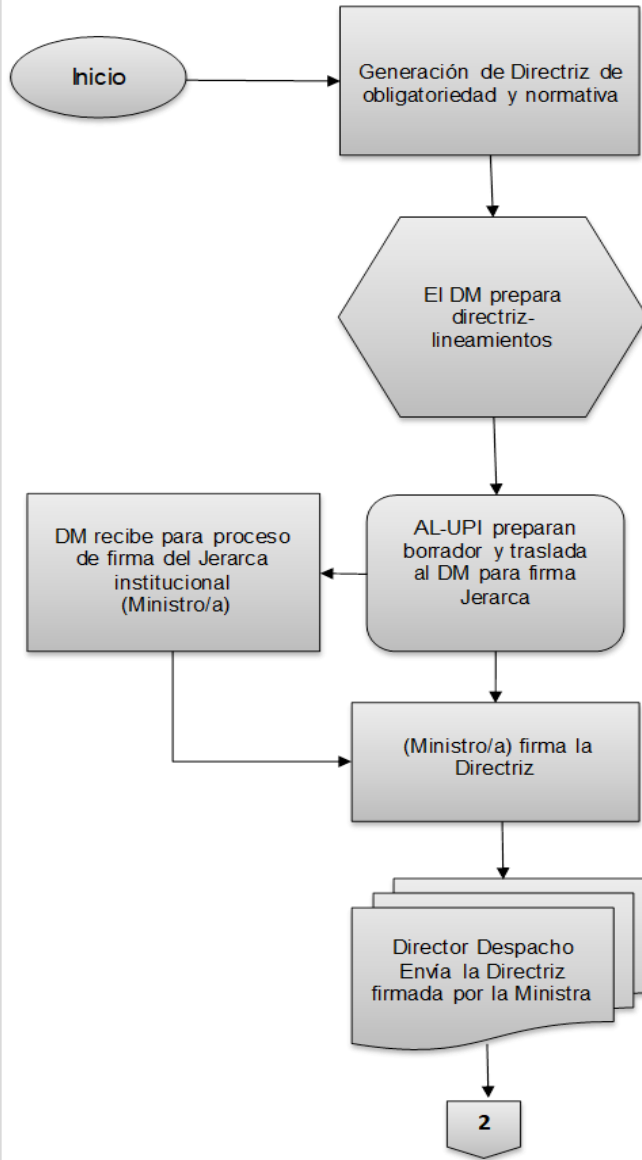 Inicio
Generación de Directriz de
obligatoriedad y normativa
El DM prepara
directriz-
lineamientos
AL-UPI preparan
borrador y traslada
al DM para firma
Jerarca
DM recibe para proceso
de firma del Jerarca
institucional
(Ministro/a)
(Ministro/a) firma la
Directriz
Director Despacho
Envía la Directriz
firmada por la Ministra
2